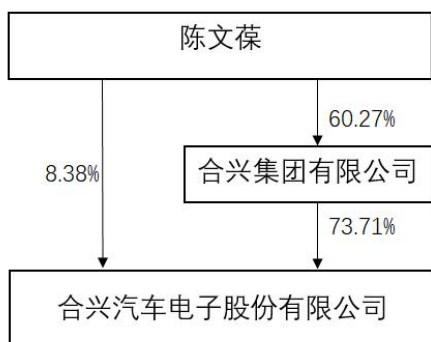 陈文葆
60.27%
8.38%
合兴集团有限公司
73.71%
合兴汽车电子股份有限公司